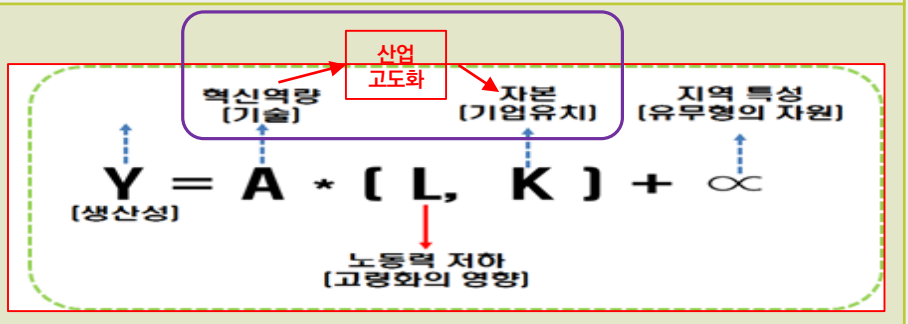 산업
고도화
혁신역량
[기술]
자본
[기업유치]
지역 특성
[유무형의 자원]
Y = A * [ L, K ] + ∝
[생산성]
노동력 저하
[고령화의 영향]